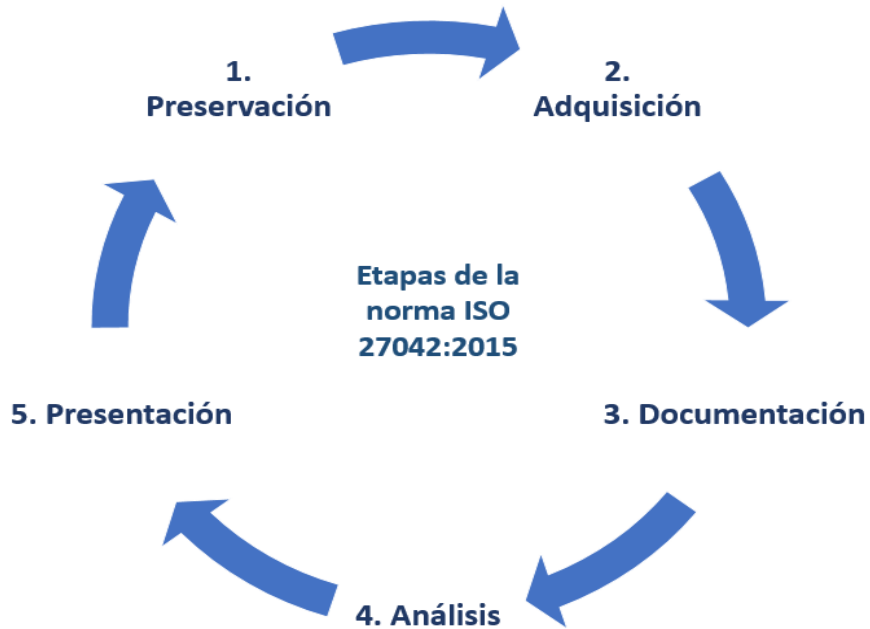 1.
Preservación
2.
Adquisición
Etapas de la
norma ISO
27042:2015
3. Documentación
4. Análisis
5. Presentación